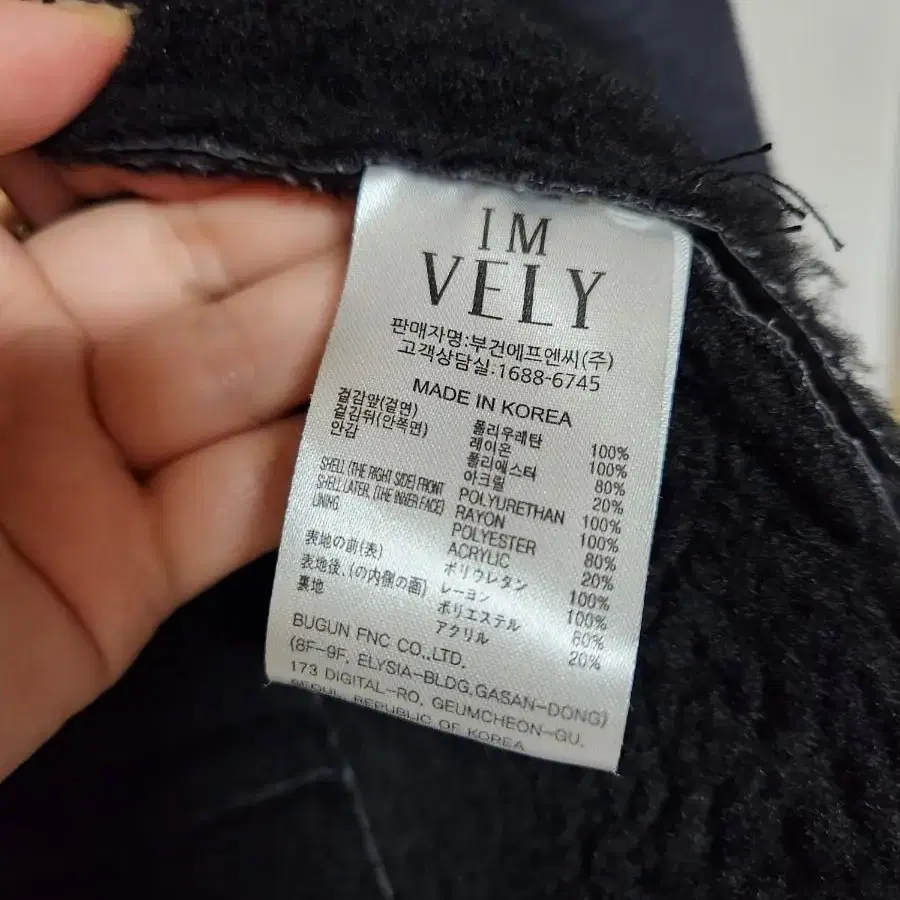 IM
VELY
판매자명:부건에프엔씨(주)
고객상담실:1688-6745
MADE IN KOREA
겉감앞(겉면) 폴리우레탄 100%
겉감뒤(안쪽면) 레이온 100%
안감 폴리에스터 80%
아크릴 20%
SHELL (THE RIGHT SIDE) FRONT POLYURETHAN 100%
SHELL LATER, (THE INNER FACE) RAYON 100%
LINING POLYESTER 80%
ACRYLIC 20%
表地の前(表) ポリウレタン 100%
表地後、(の内側の画) レーヨン 100%
裏地 ポリエステル 80%
アクリル 20%
BUGUN FNC CO.,LTD.
(8F-9F, ELYSIA-BLDG,GASAN-DONG)
173 DIGITAL-RO, GEUMCHEON-GU,
SEOUL, REPUBLIC OF KOREA